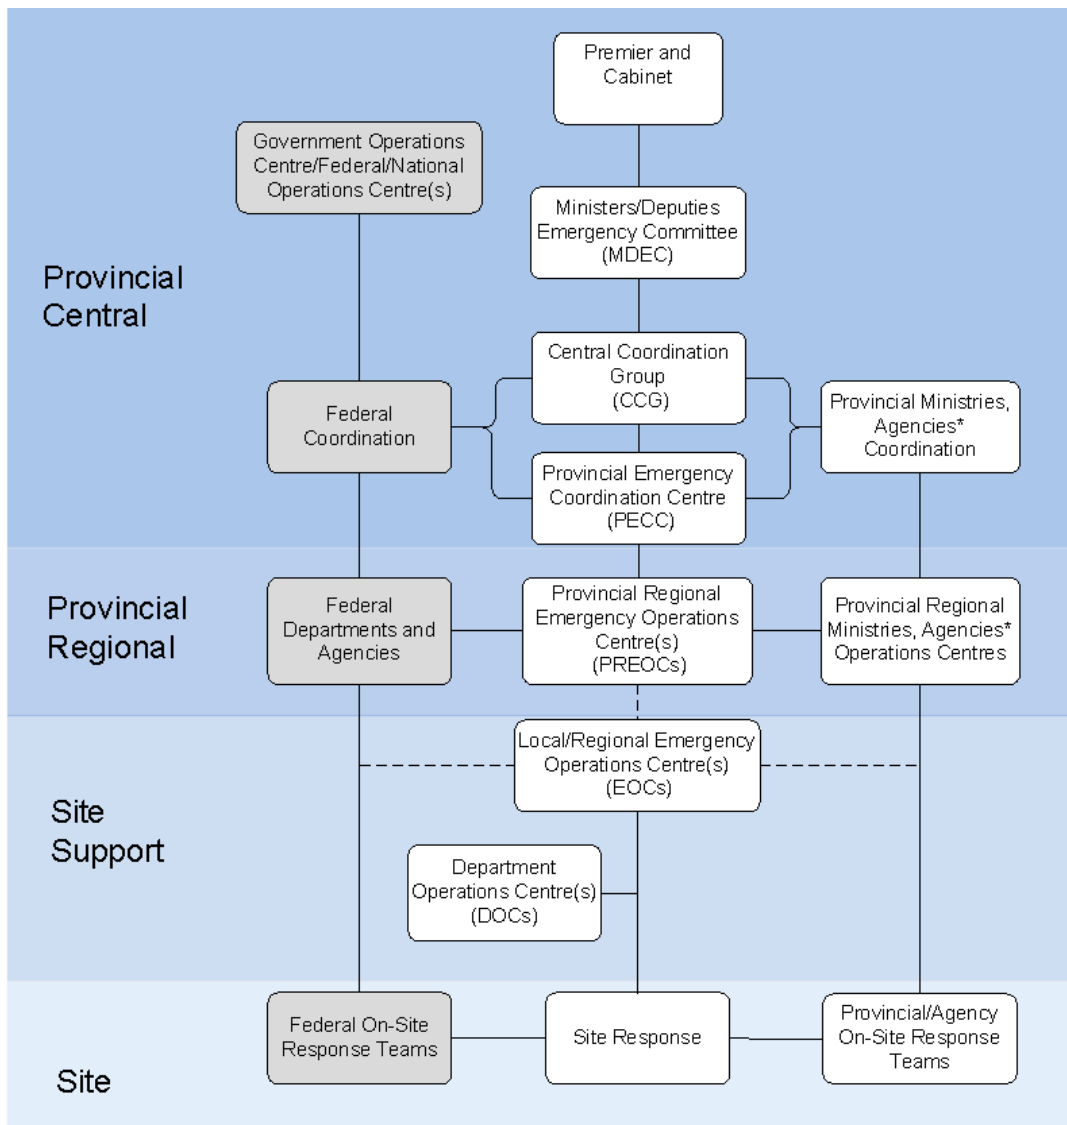 Premier and
Cabinet
Government Operations
Centre/Federal/National
Operations Centre(s)
Ministers/Deputies
Emergency Committee
(MDEC)
Provincial
Central
Central Coordination
Group
(CCG)
Federal
Coordination
Provincial Ministries,
Agencies*
Coordination
Provincial Emergency
Coordination Centre
(PECC)
Provincial
Regional
Federal
Departments and
Agencies
Provincial Regional
Emergency Operations
Centre(s)
(PREOCs)
Provincial Regional
Ministries, Agencies*
Operations Centres
Site
Support
Local/Regional Emergency
Operations Centre(s)
(EOCs)
Department
Operations Centre(s)
(DOCs)
Site
Federal On-Site
Response Teams
Site Response
Provincial/Agency
On-Site Response
Teams